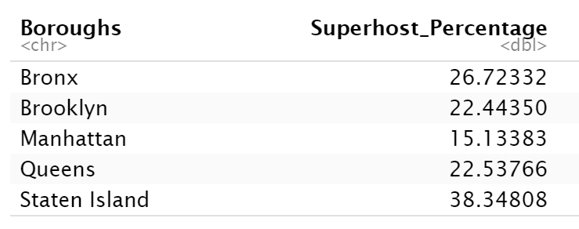 Boroughs Superhost_Percentage
<chr> <dbl>
Bronx 26.72332
Brooklyn 22.44350
Manhattan 15.13383
Queens 22.53766
Staten Island 38.34808